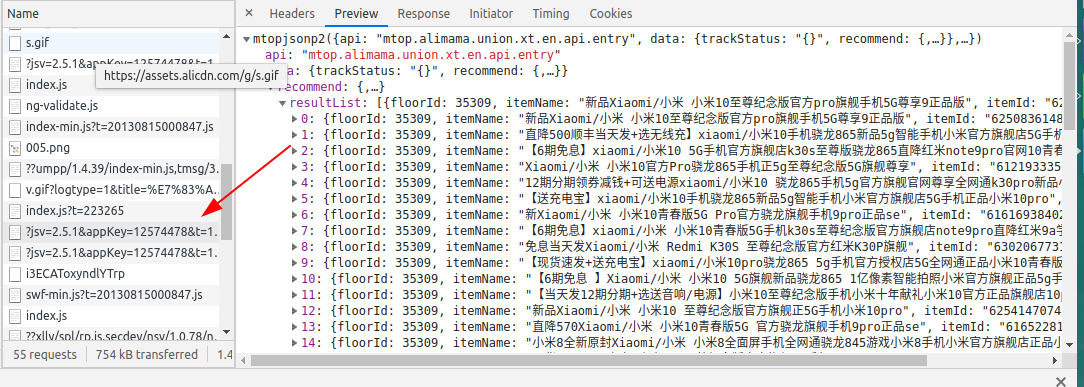 Name
× Headers Preview Response Initiator Timing Cookies
s.gif
?jsv=2.5.1&appKey=12574478&t=1...
https://assets.alicdn.com/g/s.gif
index.js
ng-validate.js
index-min.js?t=20130815000847.js
005.png
??umpp/1.4.39/index-min.js,tmsg/3...
v.gif?logtype=1&title=%E7%83%A...
index.js?t=223265
?jsv=2.5.1&appKey=12574478&t=1...
?jsv=2.5.1&appKey=12574478&t=1...
i3ECAToxyndlYTrp
swf-min.js?t=20130815000847.js
index.js
??xllv/spl/rp.js,secdev/nsv/1.0.78/n...
55 requests 754 kB transferred 1.4
▼mtopjsonp2({api: "mtop.alimama.union.xt.en.api.entry", data: {trackStatus: "{}", recommend: {,…}},…})
api: "mtop.alimama.union.xt.en.api.entry"
ta: {trackStatus: "{}", recommend: {,…}}
recommend: {,…}
▼resultList: [{floorId: 35309, itemName: "新品Xiaomi/小米 小米10至尊纪念版官方pro旗舰手机5G尊享9正品版", itemId: "62
▶0: {floorId: 35309, itemName: "新品Xiaomi/小米 小米10至尊纪念版官方pro旗舰手机5G尊享9正品版", itemId: "6250836148
▶1: {floorId: 35309, itemName: "直降500顺丰当天发+选无线充】xiaomi/小米10手机骁龙865新品5g智能手机小米官方旗舰店5G手机
▶2: {floorId: 35309, itemName: "【6期免息】xiaomi/小米10 5G手机官方旗舰店k30s至尊版骁龙865直降红米note9pro官网10青春
▶3: {floorId: 35309, itemName: "Xiaomi/小米 小米10官方Pro骁龙865手机正5g至尊纪念版5G旗舰尊享", itemId: "612193335
▶4: {floorId: 35309, itemName: "12期分期领券减钱+可送电源xiaomi/小米10 骁龙865手机5g官方旗舰官网尊享全网通k30pro新品小
▶5: {floorId: 35309, itemName: "【送充电宝】xiaomi/小米10手机骁龙865新品5g智能手机小米官方旗舰店5G手机正品小米10pro",
▶6: {floorId: 35309, itemName: "新Xiaomi/小米 小米10青春版5G Pro官方骁龙旗舰手机9pro正品se", itemId: "6161693840
▶7: {floorId: 35309, itemName: "【6期免息】xiaomi/小米 小米10青春版5G手机k30s至尊纪念版官方旗舰店note9pro直降红米9a学
▶8: {floorId: 35309, itemName: "免息当天发Xiaomi/小米 Redmi K30S 至尊纪念版官方红米K30P旗舰", itemId: "630206773
▶9: {floorId: 35309, itemName: "【现货速发+送充电宝】xiaomi/小米10pro骁龙865 5g手机官方授权店5G全网通正品小米10青春版
▶10: {floorId: 35309, itemName: "【6期免息 】Xiaomi/小米 小米10 5G旗舰新品骁龙865 1亿像素智能拍照小米官方旗舰正品5g手
▶11: {floorId: 35309, itemName: "【当天发12期分期+选送音响/电源】小米10至尊纪念版手机小米十年献礼小米10官方正品旗舰店10p
▶12: {floorId: 35309, itemName: "新品Xiaomi/小米 小米10 至尊纪念版官方旗舰正5G手机小米10pro", itemId: "6254147074
▶13: {floorId: 35309, itemName: "直降570Xiaomi/小米 小米10青春版5G 官方骁龙旗舰手机9pro正品se", itemId: "61652281
▶14: {floorId: 35309, itemName: "小米8全新原封Xiaomi/小米 小米8全面屏手机全网通骁龙845游戏小米8手机小米官方旗舰店正品小
×